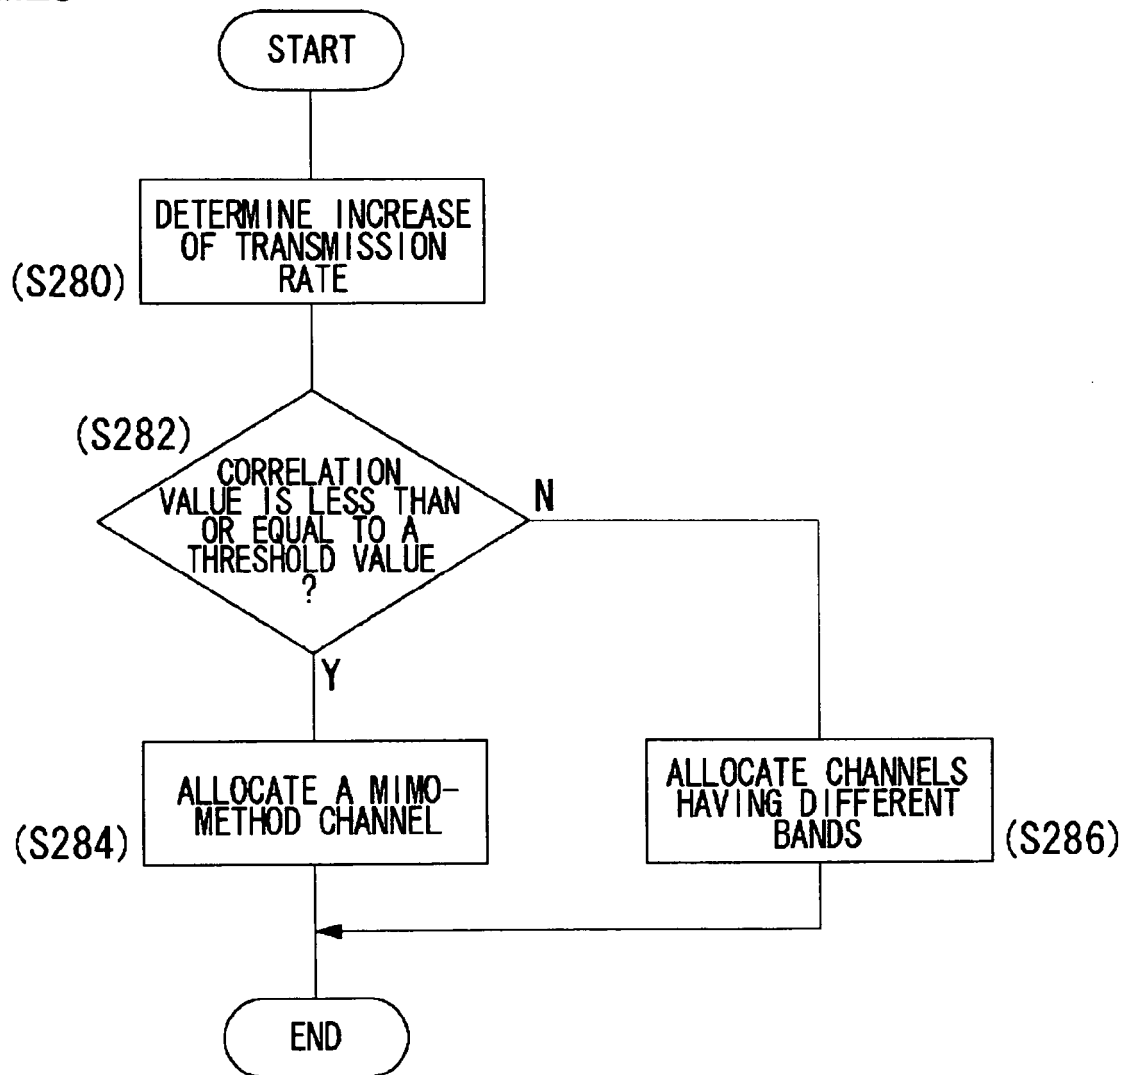 START
DETERMINE INCREASE
OF TRANSMISSION
RATE
(S280)
(S282)
CORRELATION
VALUE IS LESS THAN
OR EQUAL TO A
THRESHOLD VALUE
?
N
Y
ALLOCATE A MIMO-
METHOD CHANNEL
(S284)
ALLOCATE CHANNELS
HAVING DIFFERENT
BANDS
(S286)
END